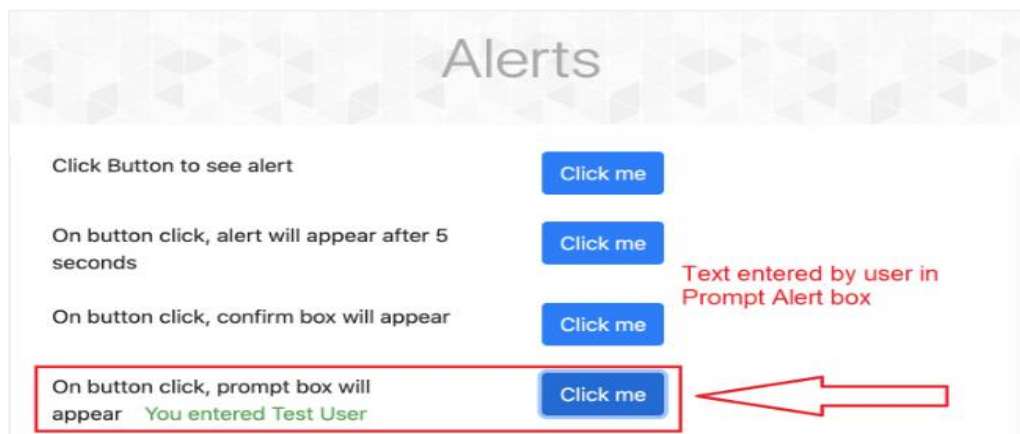 Alerts
Click Button to see alert
Click me
On button click, alert will appear after 5
seconds
Click me
Text entered by user in
Prompt Alert box
On button click, confirm box will appear
Click me
On button click, prompt box will
appear You entered Test User
Click me